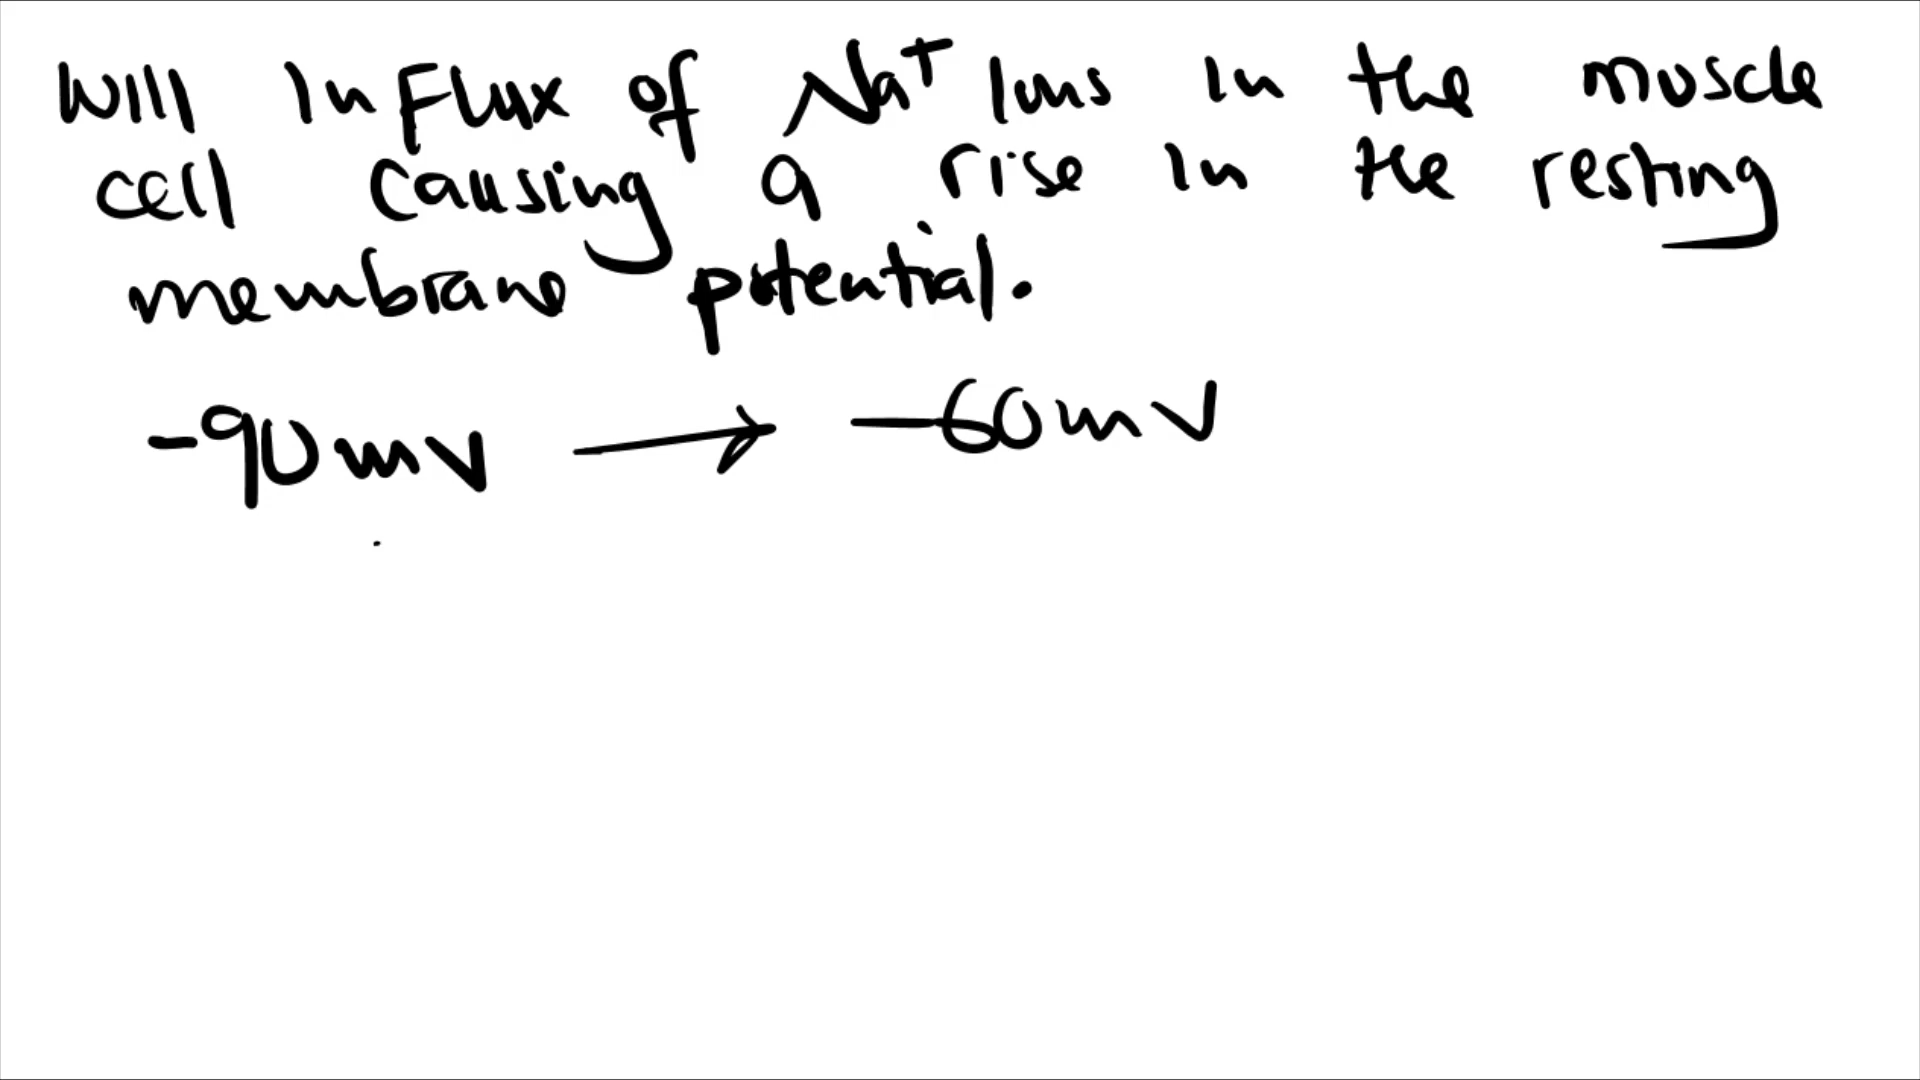 Will Influx of Na⁺ Ions in the muscle
cell causing a rise in the resting
membrane potential.
-90mv → -60mv